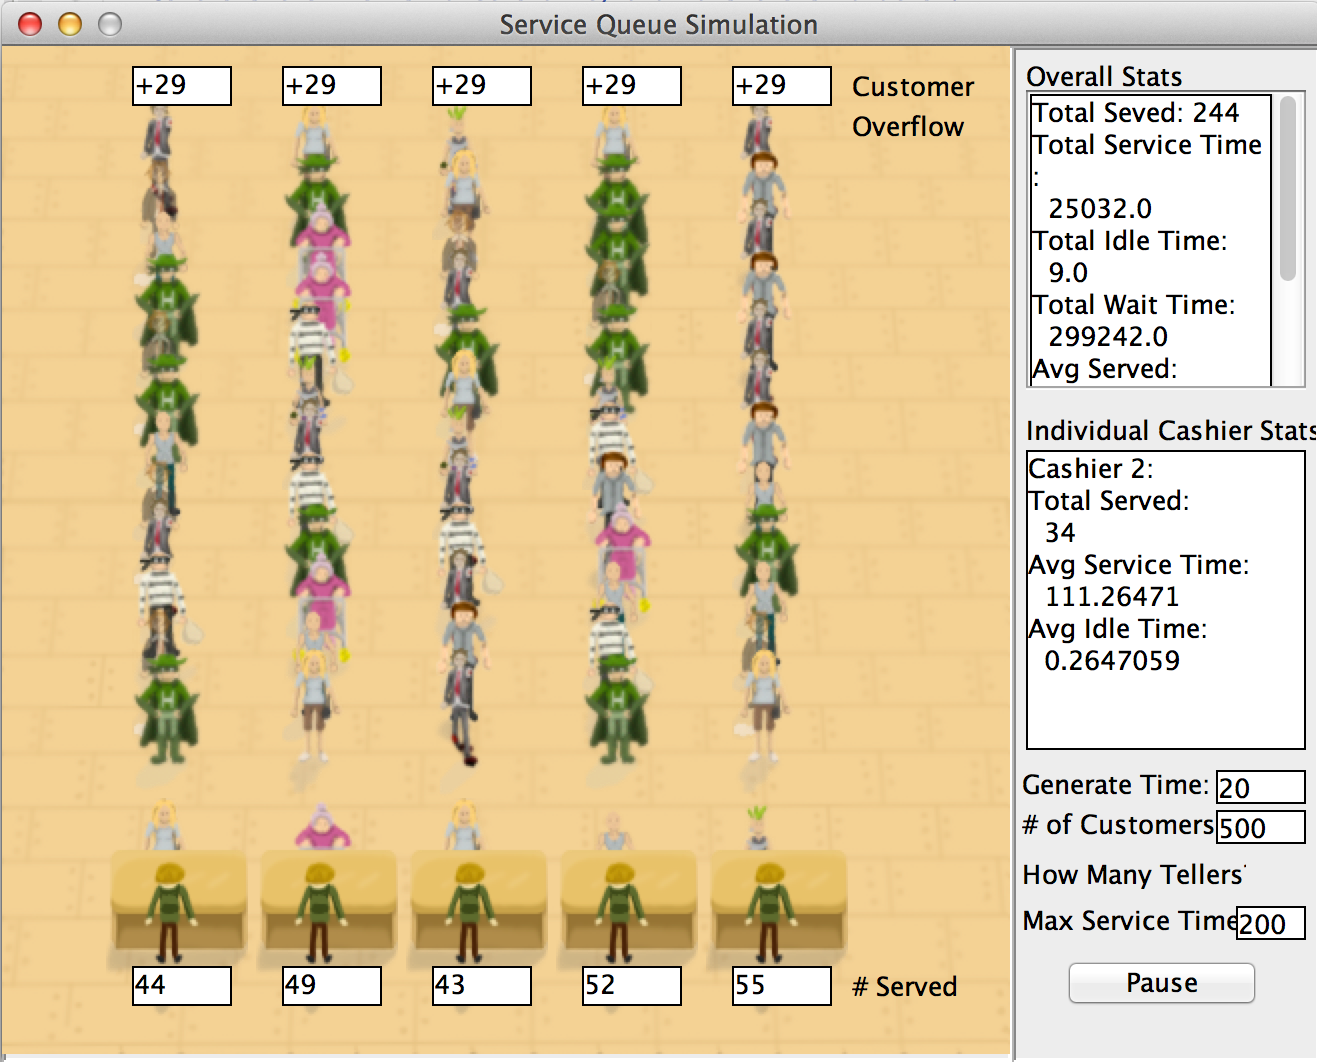 Service Queue Simulation
+29 +29 +29 +29 +29
Customer
Overflow
44 49 43 52 55 # Served
Overall Stats
Total Seved: 244
Total Service Time
:
25032.0
Total Idle Time:
9.0
Total Wait Time:
299242.0
Avg Served:
Individual Cashier Stats
Cashier 2:
Total Served:
34
Avg Service Time:
111.26471
Avg Idle Time:
0.2647059
Generate Time: 20
# of Customers 500
How Many Tellers
Max Service Time 200
Pause